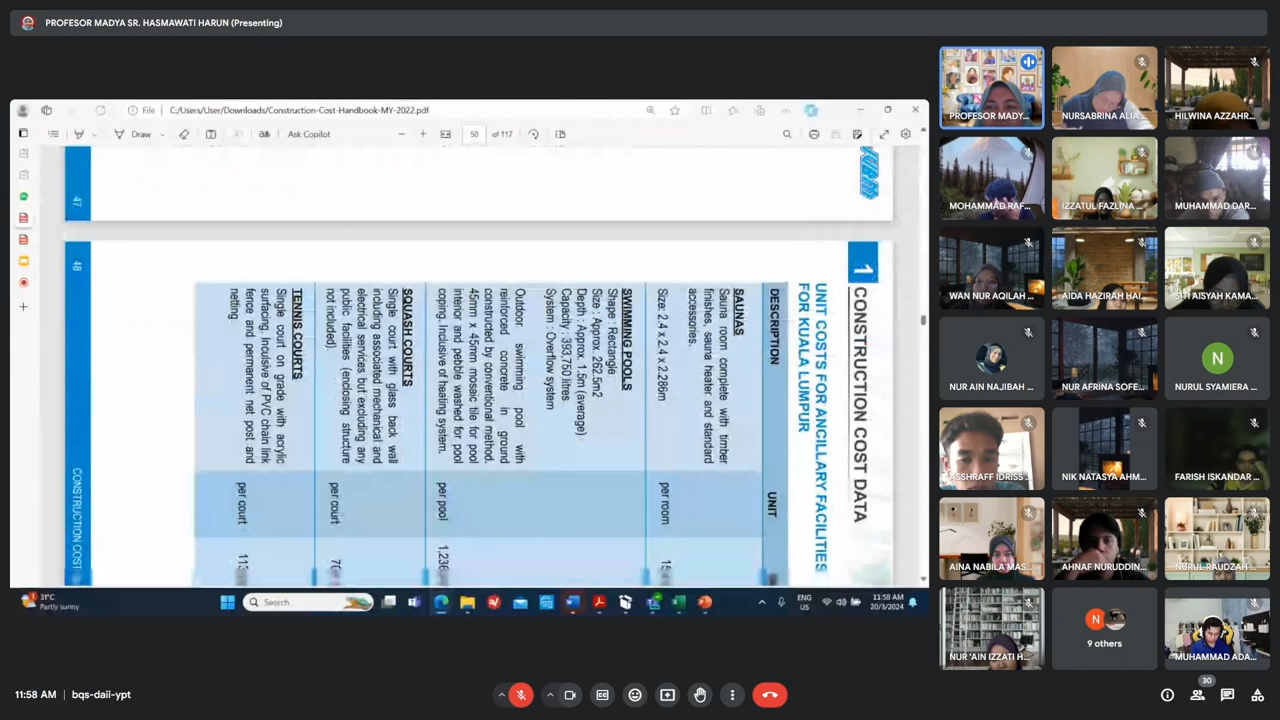 PROFESOR MADYA SR. HASMAWATI HARUN (Presenting)
File
C:/Users/User/Downloads/Construction-Cost-Handbook-MY-2022.pdf
Draw
Ask Copilot
50
of 117
47
48
1
CONSTRUCTION COST DATA
UNIT COSTS FOR ANCILLARY FACILITIES
FOR KUALA LUMPUR
DESCRIPTION
UNIT
SAUNAS
Sauna room complete with timber
finishes, sauna heater and standard
accessories.
Size: 2.4 x 2.4 x 2.286m
per room
SWIMMING POOLS
Shape : Rectangle
Size : Approx. 262.5m2
Depth : Approx. 1.5m (average)
Capacity : 393,750 litres
System : Overflow system
Outdoor swimming pool with
reinforced concrete in ground
constructed by conventional method.
45mm x 45mm mosaic tile for pool
interior and pebble washed for pool
coping. Inclusive of heating system.
per pool
1,236
SQUASH COURTS
Single court with glass back wall
including associated mechanical and
electrical services but excluding any
public facilities (enclosing structure
not included).
per court
TENNIS COURTS
Single court on grade with acrylic
surfacing. Inculsive of PVC chain link
fence and permanent net post and
netting.
per court
CONSTRUCTION COST
31°C
Partly sunny
Search
ENG
US
11:58 AM
20/3/2024
PROFESOR MADY...
NURSABRINA ALIA...
HILWINA AZZAHR...
MOHAMMAD RAF...
IZZATUL FAZLINA ...
MUHAMMAD DAR...
WAN NUR AQILAH ...
AIDA HAZIRAH HAI...
SITI AISYAH KAMA...
NUR AIN NAJIBAH ...
NUR AFRINA SOFE...
N
NURUL SYAMIERA ...
ASSHRAFF IDRISS ...
NIK NATASYA AHM...
FARISH ISKANDAR ...
AINA NABILA MAS...
AHNAF NURUDDIN...
NURUL RAUDZAH ...
NUR 'AIN IZZATI H...
N
9 others
MUHAMMAD ADA...
11:58 AM | bqs-daii-ypt
30